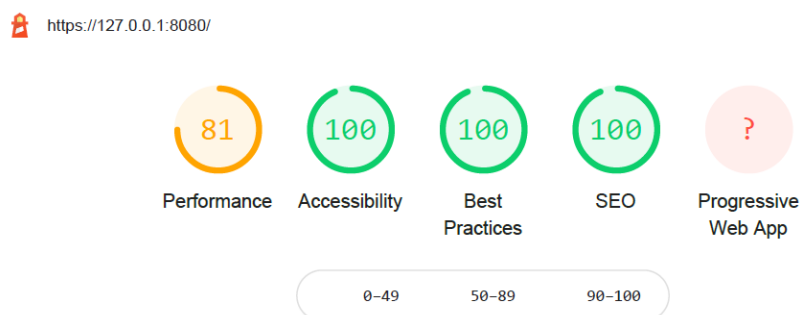 https://127.0.0.1:8080/
81 100 100 100 ?
Performance Accessibility Best Practices SEO Progressive Web App
0–49 50–89 90–100